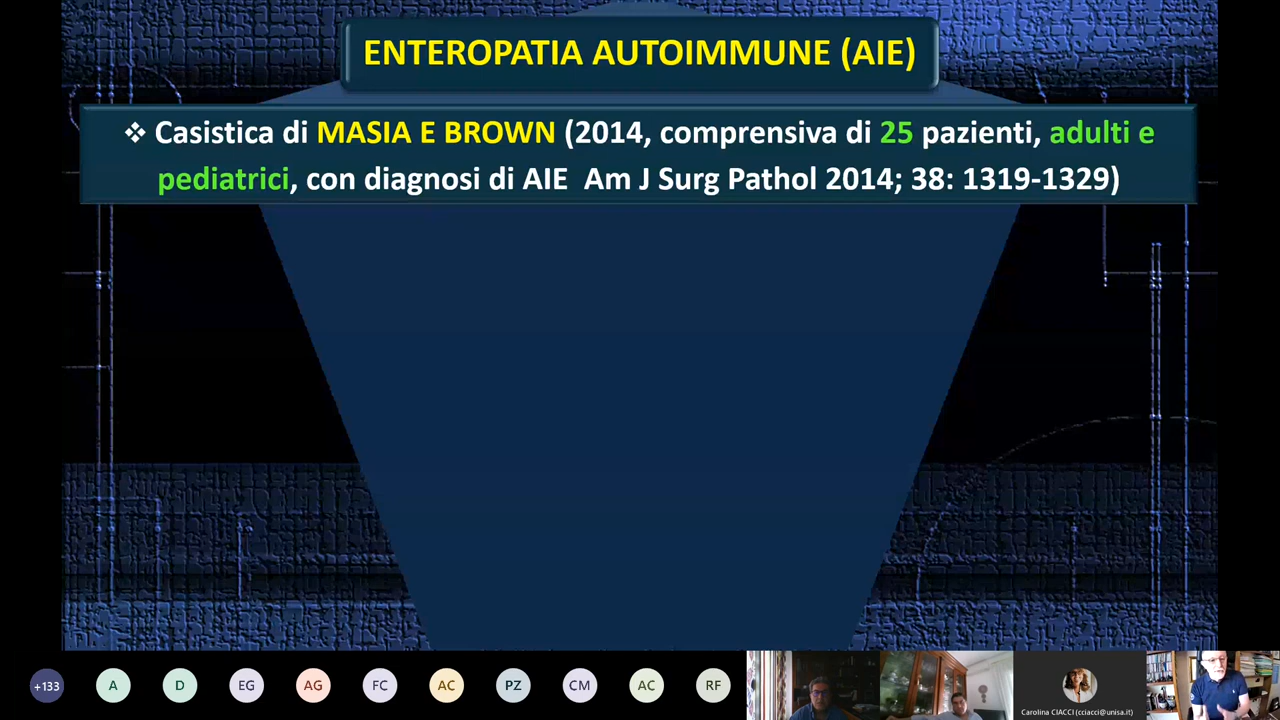 ENTEROPATIA AUTOIMMUNE (AIE)
❖ Casistica di MASIA E BROWN (2014, comprensiva di 25 pazienti, adulti e
pediatrici, con diagnosi di AIE Am J Surg Pathol 2014; 38: 1319-1329)
+133 A D EG AG FC AC PZ CM AC RF
Carolina CIACCI (cciacci@unisa.it)